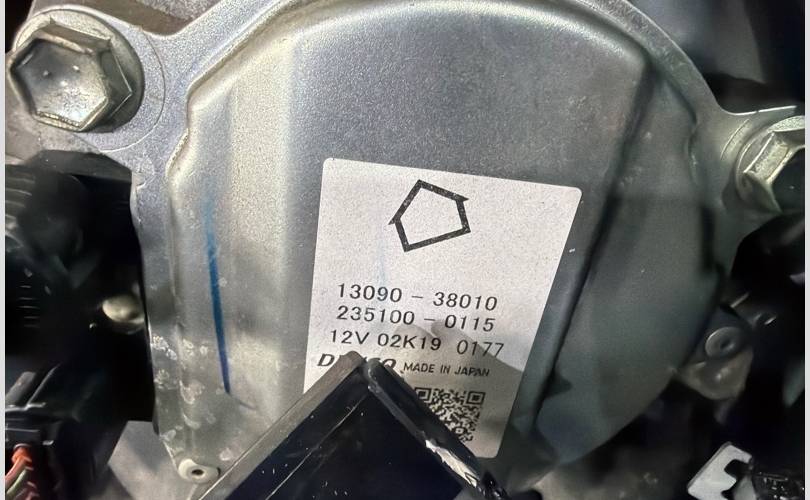 13090 - 38010
235100 - 0115
12V 02K19 0177
MADE IN JAPAN